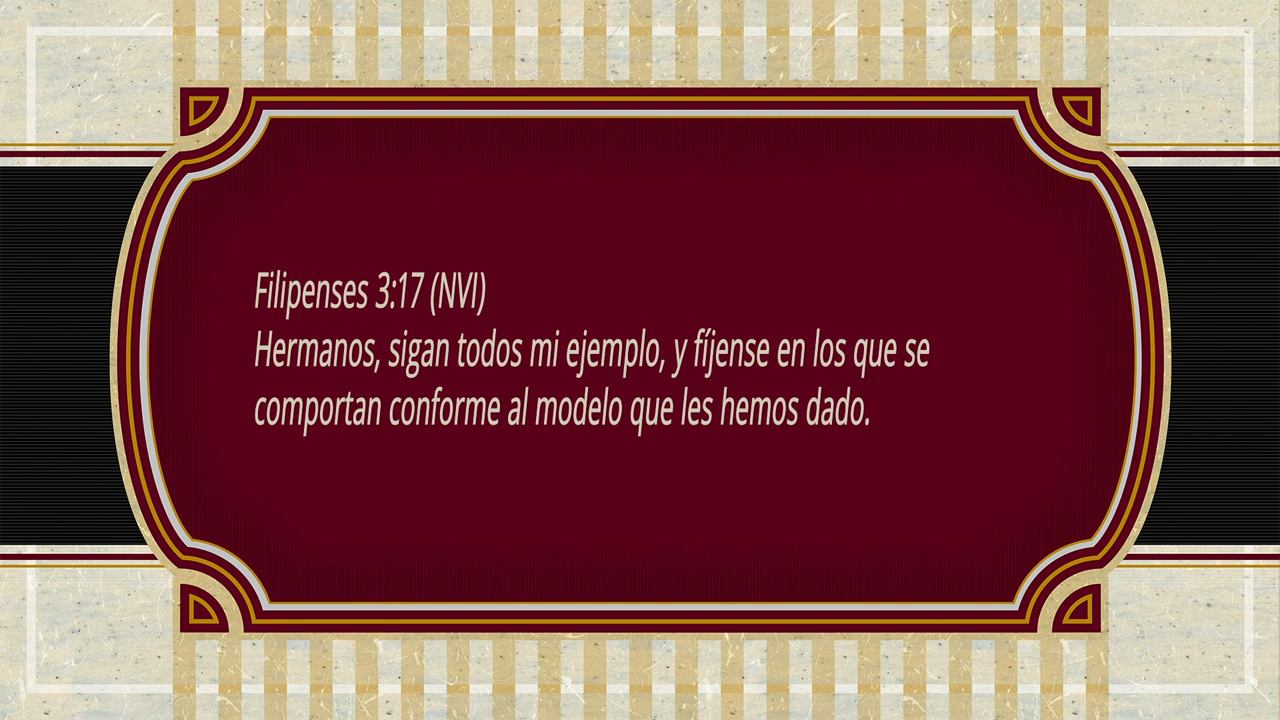 Filipenses 3:17 (NVI)
Hermanos, sigan todos mi ejemplo, y fíjense en los que se
comportan conforme al modelo que les hemos dado.